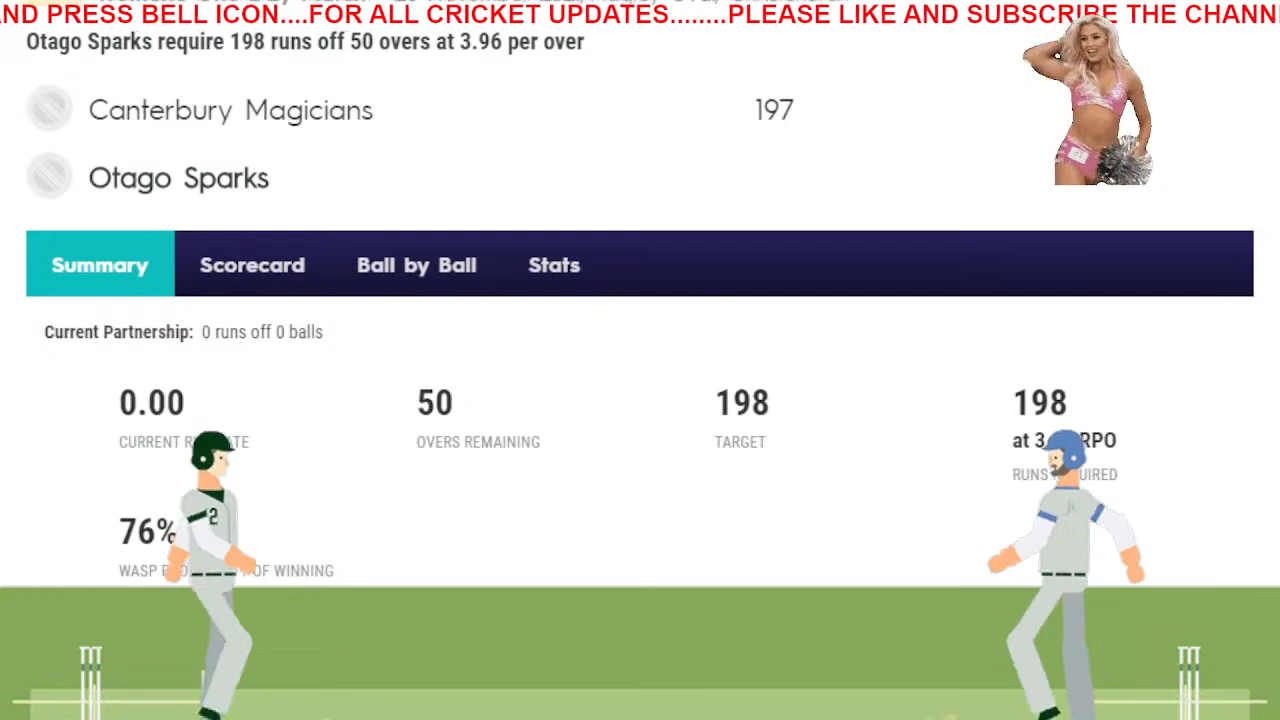 ND PRESS BELL ICON....FOR ALL CRICKET UPDATES........PLEASE LIKE AND SUBSCRIBE THE CHANN
Otago Sparks require 198 runs off 50 overs at 3.96 per over
Canterbury Magicians 197
Otago Sparks
Summary Scorecard Ball by Ball Stats
Current Partnership: 0 runs off 0 balls
0.00 50 198 198
CURRENT OVERS REMAINING TARGET at 3. RPO
RUNS
76%
WASP OF WINNING
2